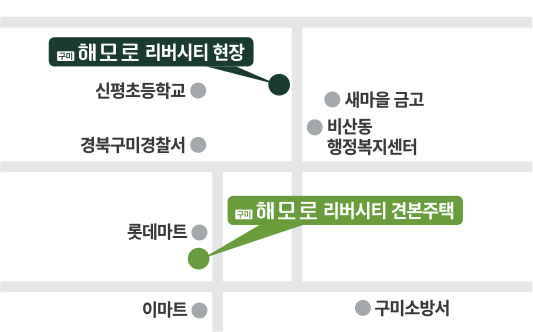 구미 해모로 리버시티 현장
신평초등학교
새마을 금고
비산동
행정복지센터
경북구미경찰서
구미 해모로 리버시티 견본주택
롯데마트
이마트
구미소방서